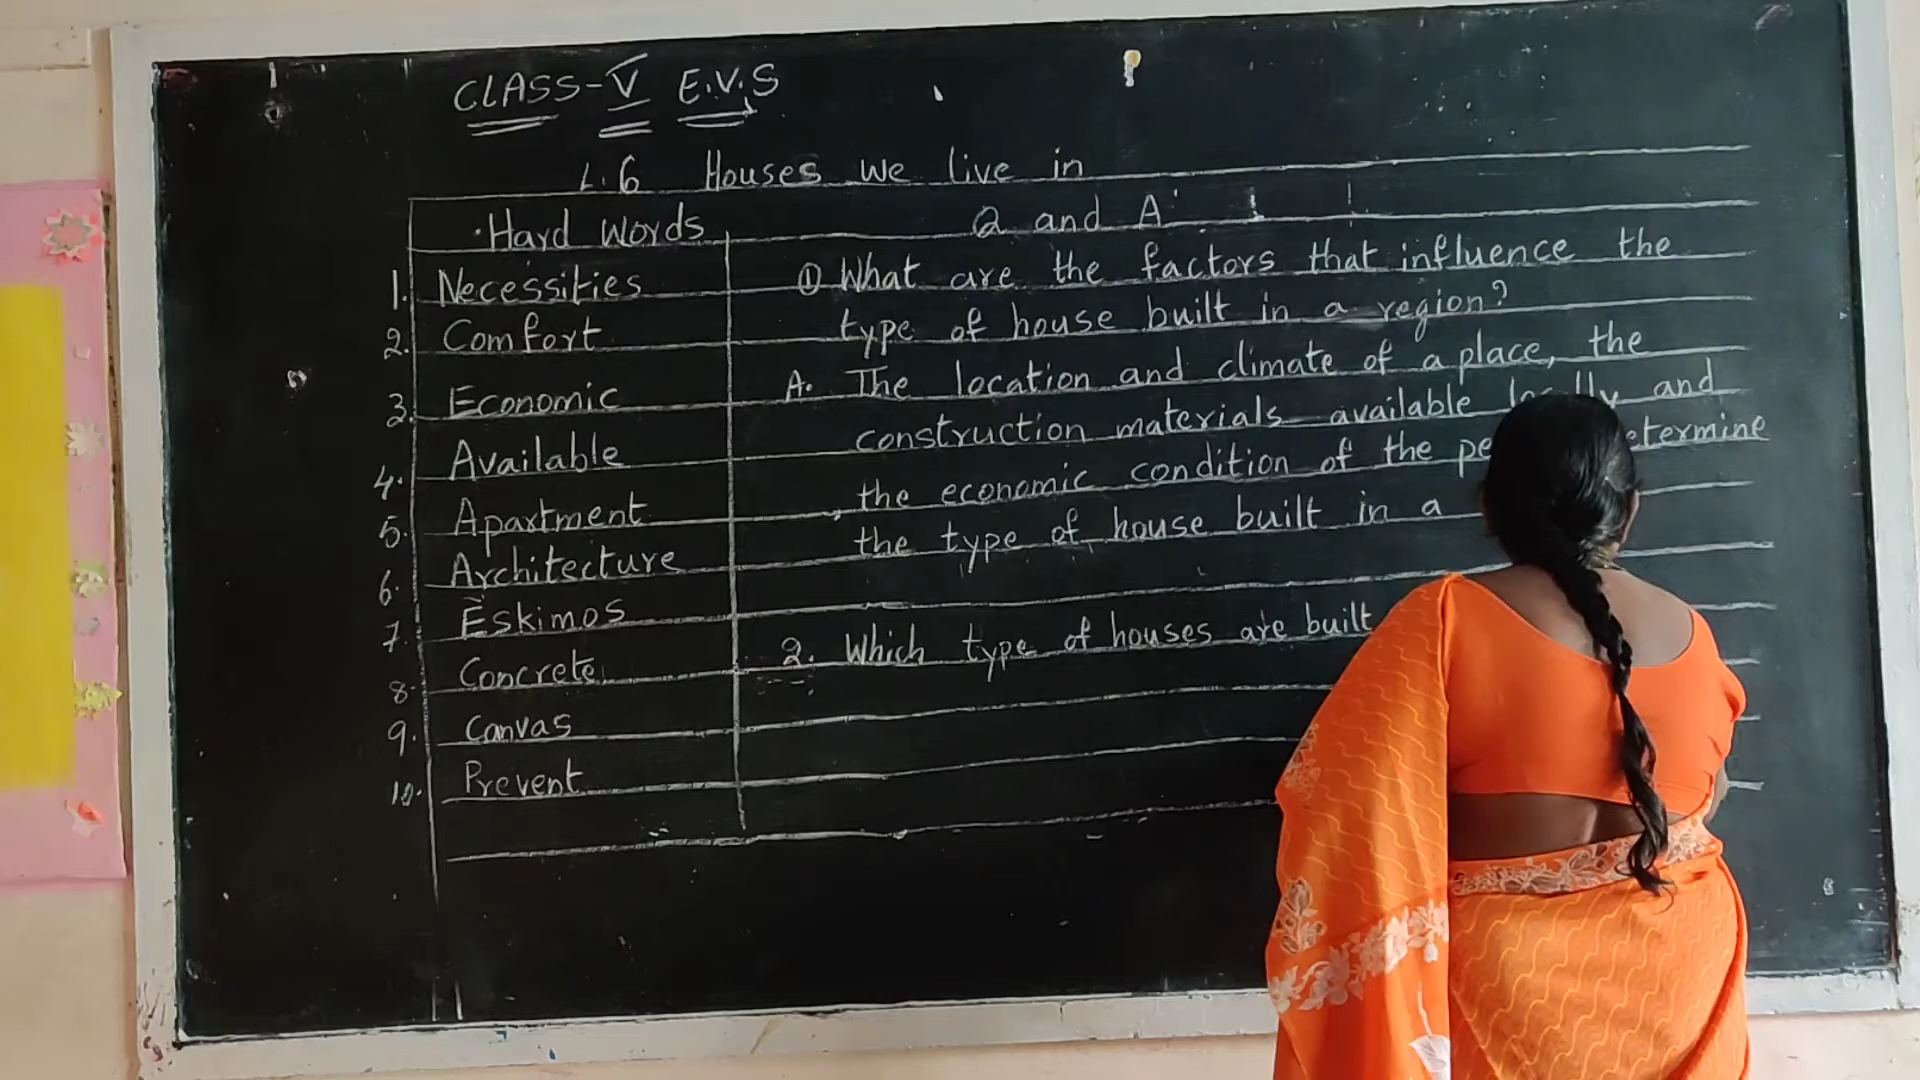 CLASS-V E.V.S
L.6 Houses we live in
Hard Words
Q and A
1. Necessities
2. Comfort
3. Economic
4. Available
5. Apartment
6. Architecture
7. Eskimos
8. Concrete
9. Canvas
10. Prevent
① What are the factors that influence the
type of house built in a region?
A. The location and climate of a place, the
construction materials available locally and
the economic condition of the determine
the type of house built in a
2. Which type of houses are built